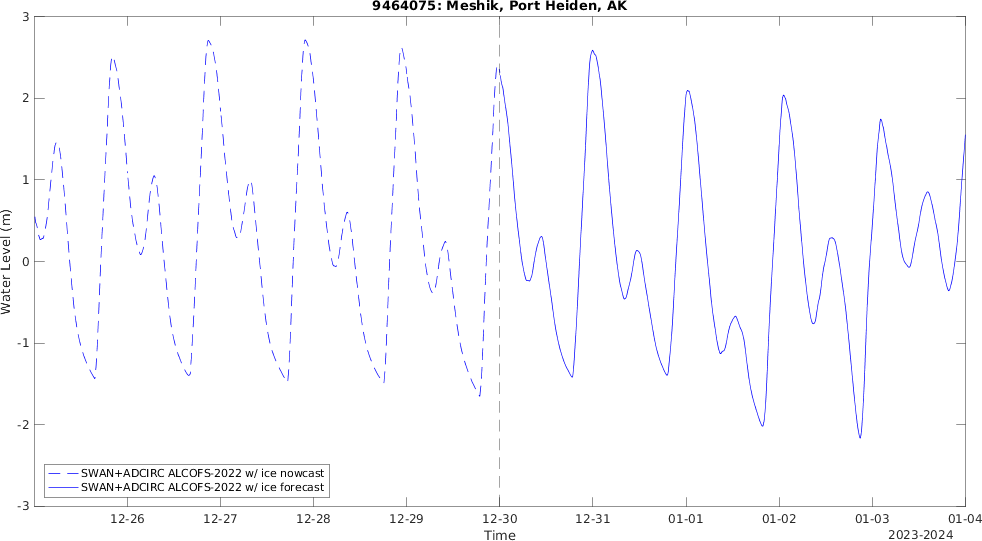 9464075: Meshik, Port Heiden, AK
3
2
1
0
-1
-2
-3
Water Level (m)
SWAN+ADCIRC ALCOFS-2022 w/ ice nowcast
SWAN+ADCIRC ALCOFS-2022 w/ ice forecast
12-26 12-27 12-28 12-29 12-30 12-31 01-01 01-02 01-03 01-04
Time
2023-2024